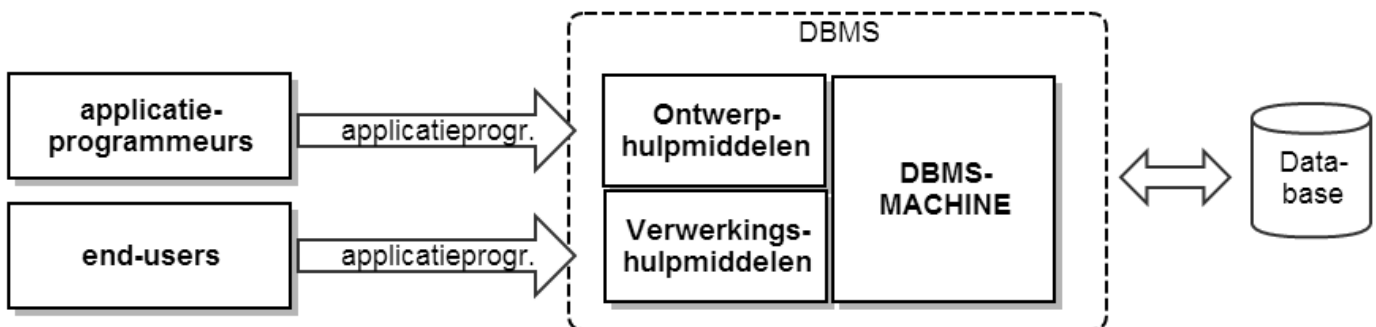 DBMS
applicatie-
programmeurs
applicatieprogr.
Ontwerp-
hulpmiddelen
DBMS-
MACHINE
Data-
base
end-users
applicatieprogr.
Verwerkings-
hulpmiddelen